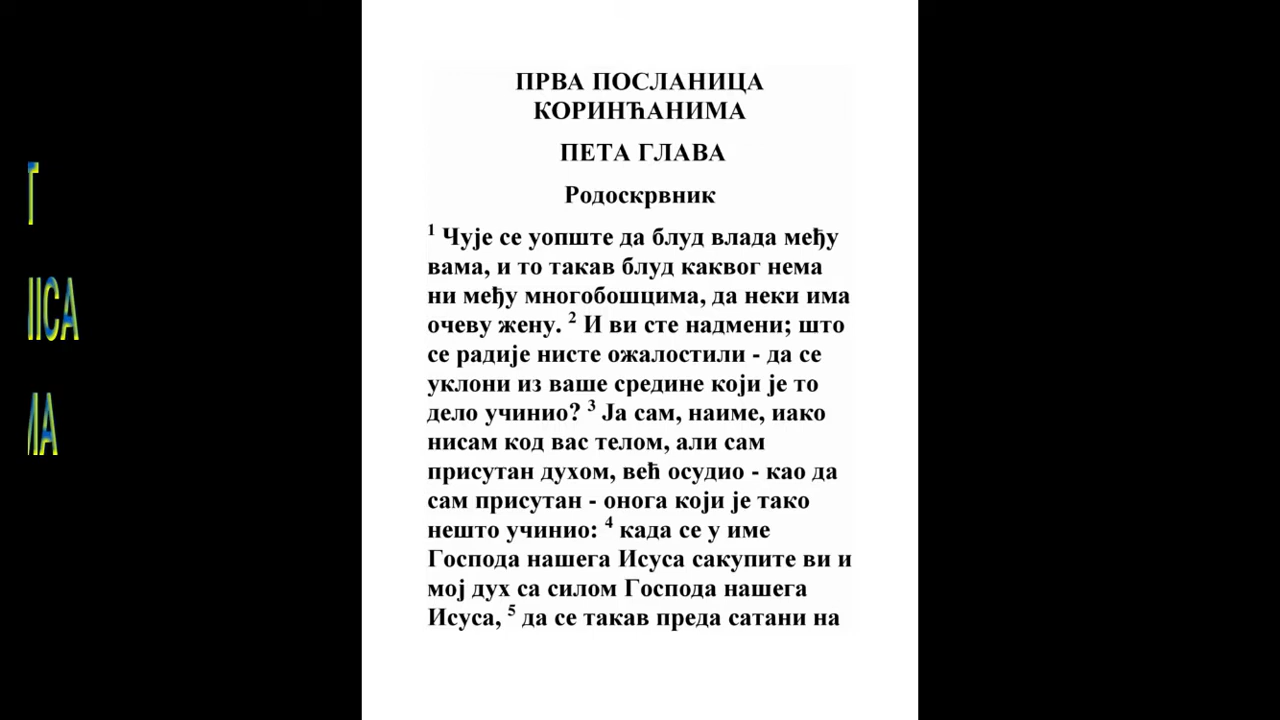 ПРВА ПОСЛАНИЦА
КОРИНЋАНИМА
ПЕТА ГЛАВА
Родоскрвник
1 Чује се уопште да блуд влада међу
вама, и то такав блуд каквог нема
ни међу многобошцима, да неки има
очеву жену. 2 И ви сте надмени; што
се радије нисте ожалостили - да се
уклони из ваше средине који је то
дело учинио? 3 Ја сам, наиме, иако
нисам код вас телом, али сам
присутан духом, већ осудио - као да
сам присутан - онога који је тако
нешто учинио: 4 када се у име
Господа нашега Исуса сакупите ви и
мој дух са силом Господа нашега
Исуса, 5 да се такав преда сатани на